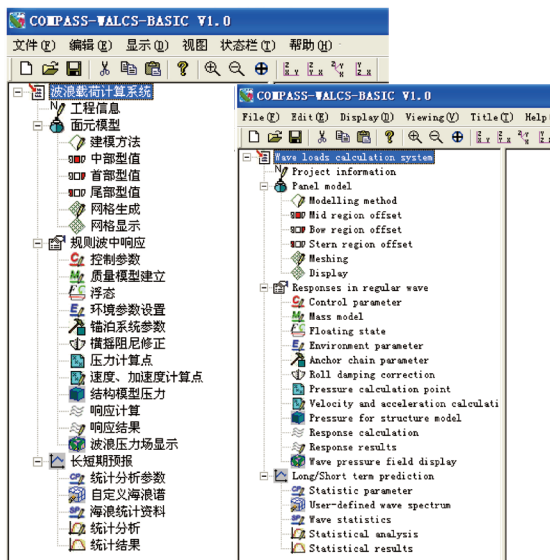 COMPASS-WALCS-BASIC V1.0
文件(F) 编辑(E) 显示(D) 视图 状态栏(T) 帮助(H)
波浪载荷计算系统
工程信息
面元模型
建模方法
中部型值
首部型值
尾部型值
网格生成
网格显示
规则波中响应
控制参数
质量模型建立
浮态
环境参数设置
锚泊系统参数
横摇阻尼修正
压力计算点
速度、加速度计算点
结构模型压力
响应计算
响应结果
波浪压力场显示
长短期预报
统计分析参数
自定义海浪谱
海浪统计资料
统计分析
统计结果
COMPASS-WALCS-BASIC V1.0
File(F) Edit(E) Display(D) Viewing(V) Title(T) Help
Wave loads calculation system
Project information
Panel model
Modelling method
Mid region offset
Bow region offset
Stern region offset
Meshing
Display
Responses in regular wave
Control parameter
Mass model
Floating state
Environment parameter
Anchor chain parameter
Roll damping correction
Pressure calculation point
Velocity and acceleration calculati
Pressure for structure model
Response calculation
Response results
Wave pressure field display
Long/Short term prediction
Statistic parameter
User-defined wave spectrum
Wave statistics
Statistical analysis
Statistical results